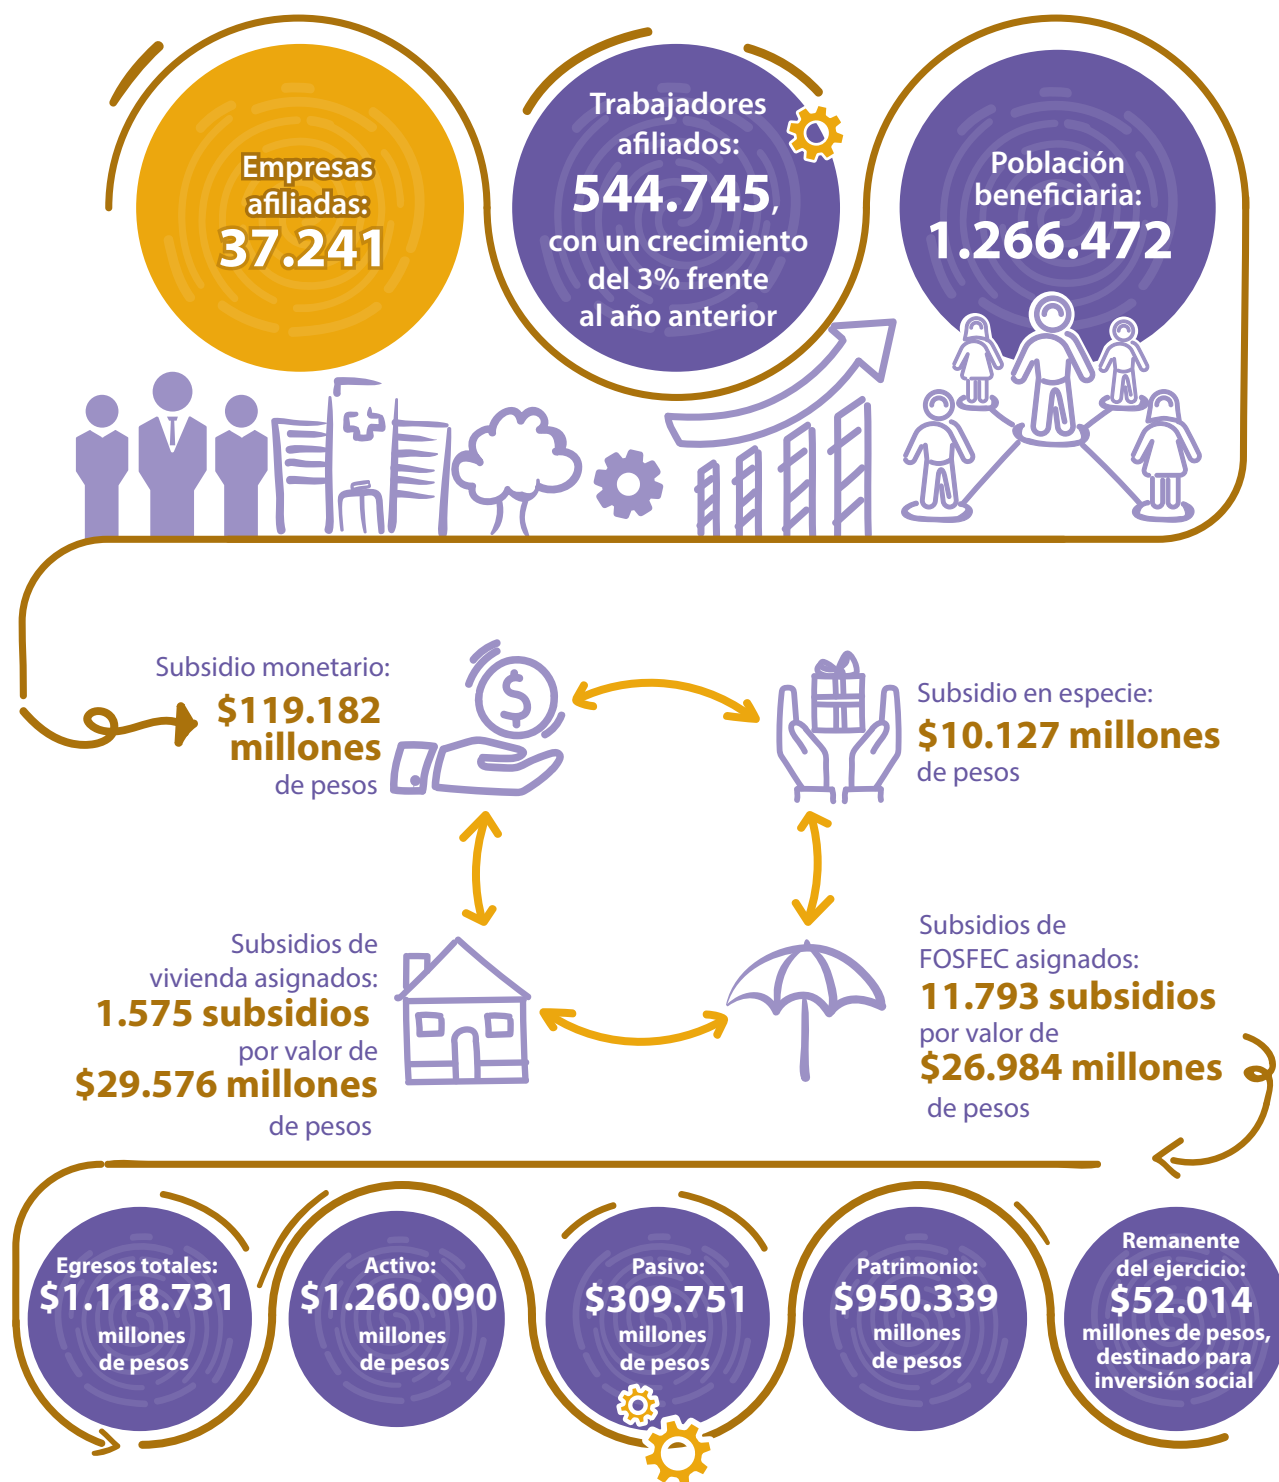 Empresas
afiliadas:
37.241
Trabajadores
afiliados:
544.745,
con un crecimiento
del 3% frente
al año anterior
Población
beneficiaria:
1.266.472
Subsidio monetario:
$119.182
millones
de pesos
Subsidio en especie:
$10.127 millones
de pesos
Subsidios de
vivienda asignados:
1.575 subsidios
por valor de
$29.576 millones
de pesos
Subsidios de
FOSFEC asignados:
11.793 subsidios
por valor de
$26.984 millones
de pesos
Egresos totales:
$1.118.731
millones
de pesos
Activo:
$1.260.090
millones
de pesos
Pasivo:
$309.751
millones
de pesos
Patrimonio:
$950.339
millones
de pesos
Remanente
del ejercicio:
$52.014
millones de pesos,
destinado para
inversión social